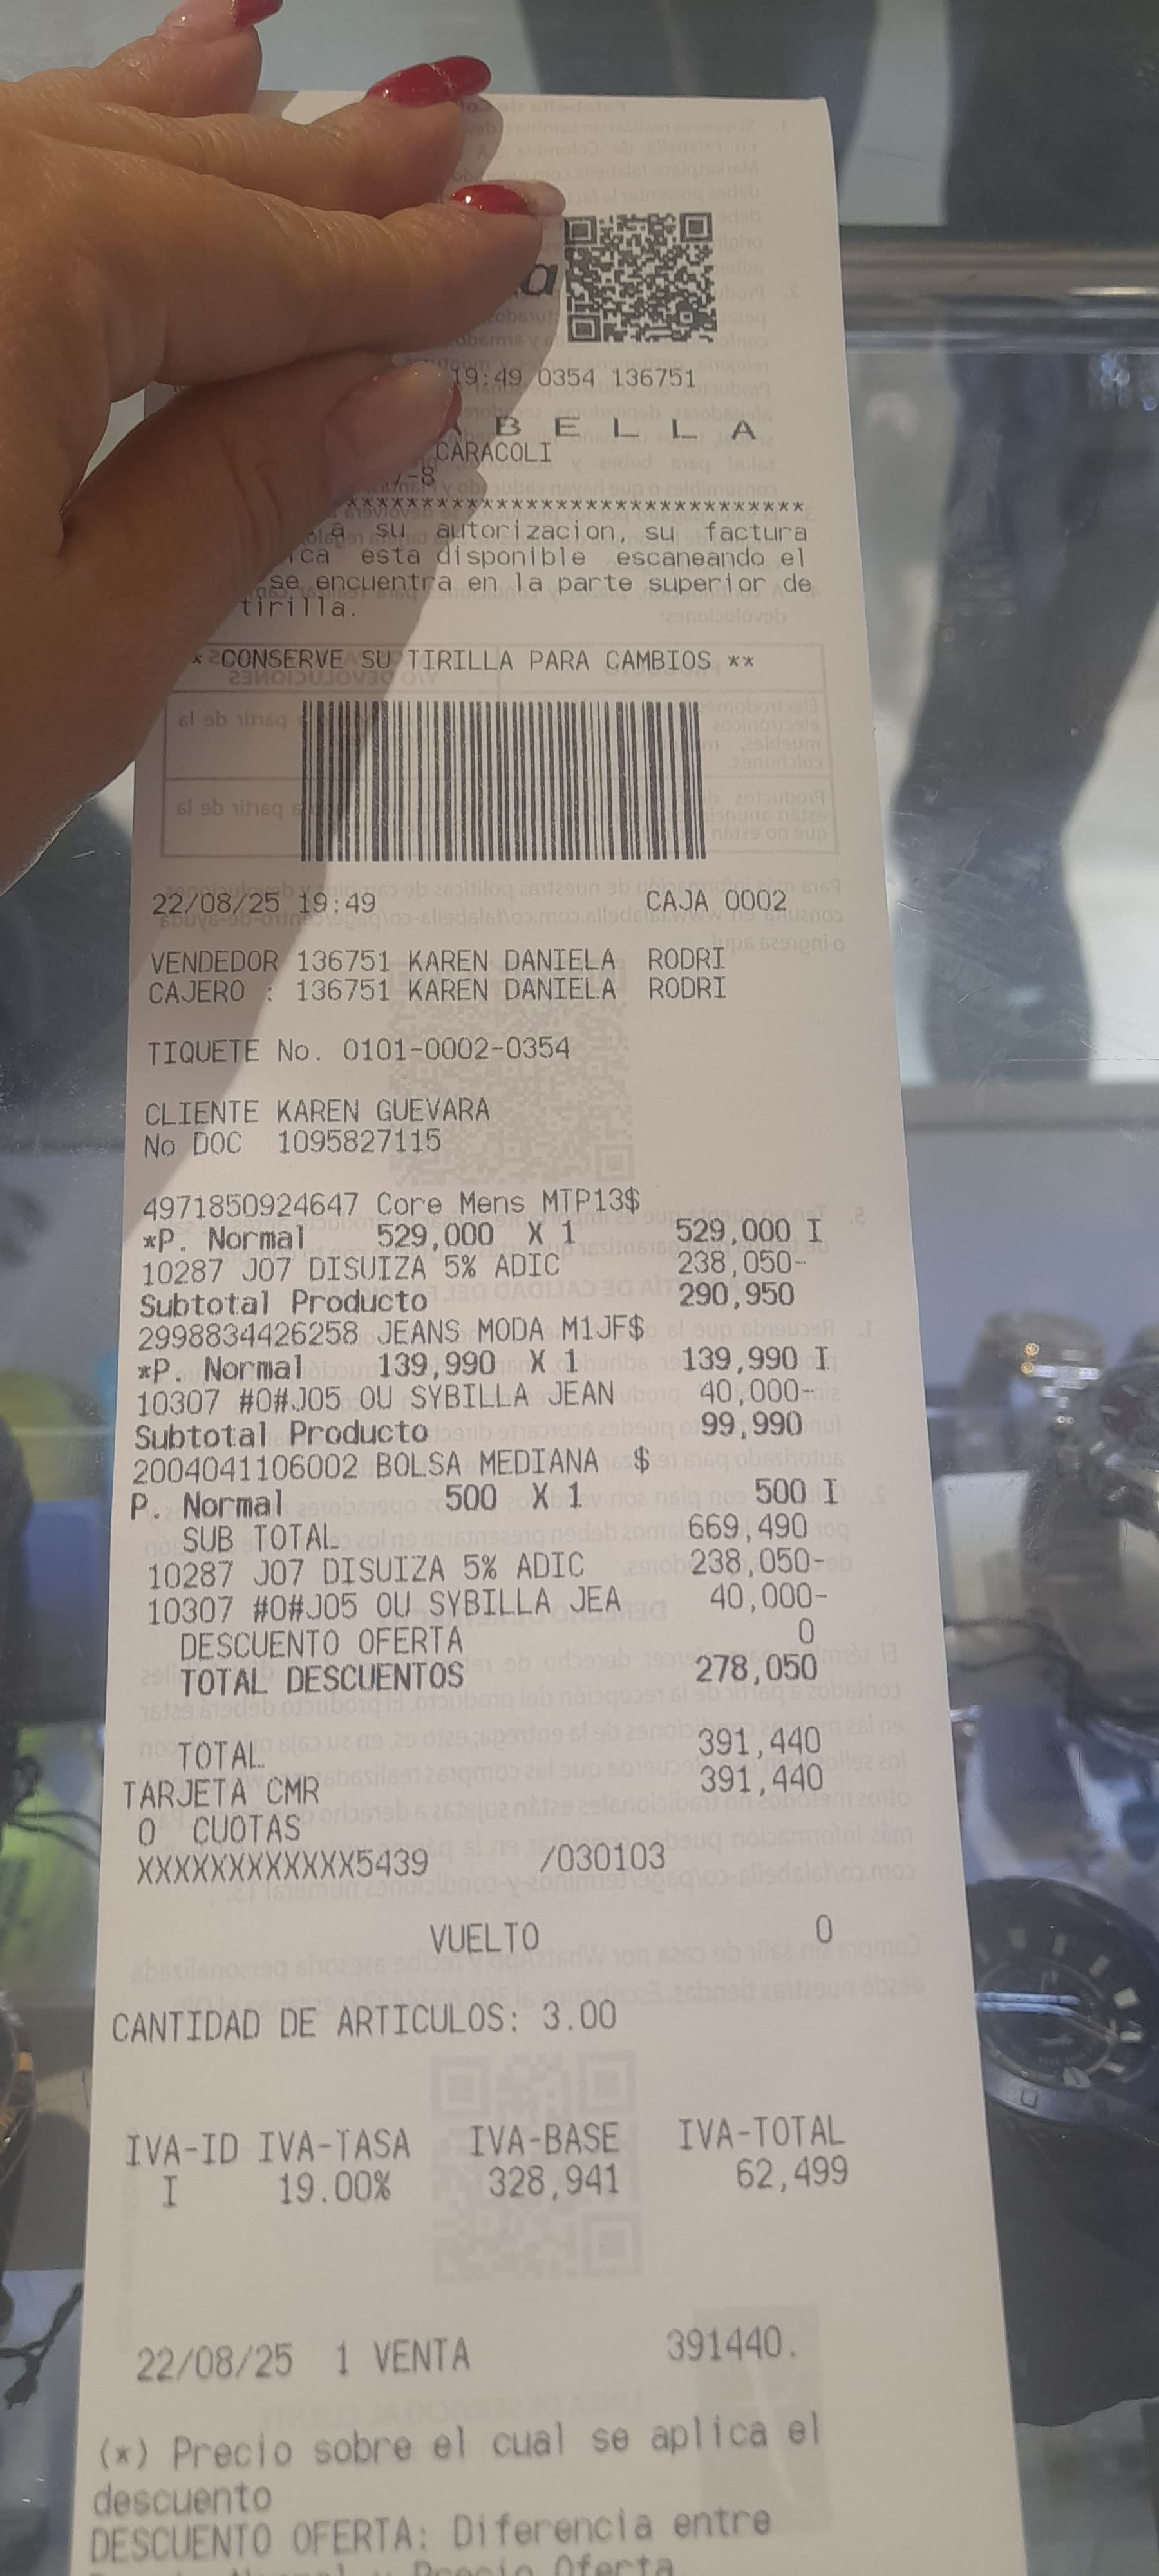 19:49 0354 136751
B E L L A
CARACOLI
7-8
******************************
a su autorizacion, su factura
ica esta disponible escaneando el
se encuentra en la parte superior de
tirilla.
* CONSERVE SU TIRILLA PARA CAMBIOS **
22/08/25 19:49 CAJA 0002
VENDEDOR 136751 KAREN DANIELA RODRI
CAJERO : 136751 KAREN DANIELA RODRI
TIQUETE No. 0101-0002-0354
CLIENTE KAREN GUEVARA
No DOC 1095827115
4971850924647 Core Mens MTP13$
*P. Normal 529,000 X 1 529,000 I
10287 J07 DISUIZA 5% ADIC 238,050-
Subtotal Producto 290,950
2998834426258 JEANS MODA M1JF$
*P. Normal 139,990 X 1 139,990 I
10307 #0#J05 OU SYBILLA JEAN 40,000-
Subtotal Producto 99,990
2004041106002 BOLSA MEDIANA $
P. Normal 500 X 1 500 I
SUB TOTAL 669,490
10287 J07 DISUIZA 5% ADIC 238,050-
10307 #0#J05 OU SYBILLA JEA 40,000-
DESCUENTO OFERTA 0
TOTAL DESCUENTOS 278,050
TOTAL 391,440
TARJETA CMR 391,440
0 CUOTAS
XXXXXXXXXXXX5439 /030103
VUELTO 0
CANTIDAD DE ARTICULOS: 3.00
IVA-ID IVA-TASA IVA-BASE IVA-TOTAL
I 19.00% 328,941 62,499
22/08/25 1 VENTA 391440.
(*) Precio sobre el cual se aplica el
descuento
DESCUENTO OFERTA: Diferencia entre
Precio Oferta